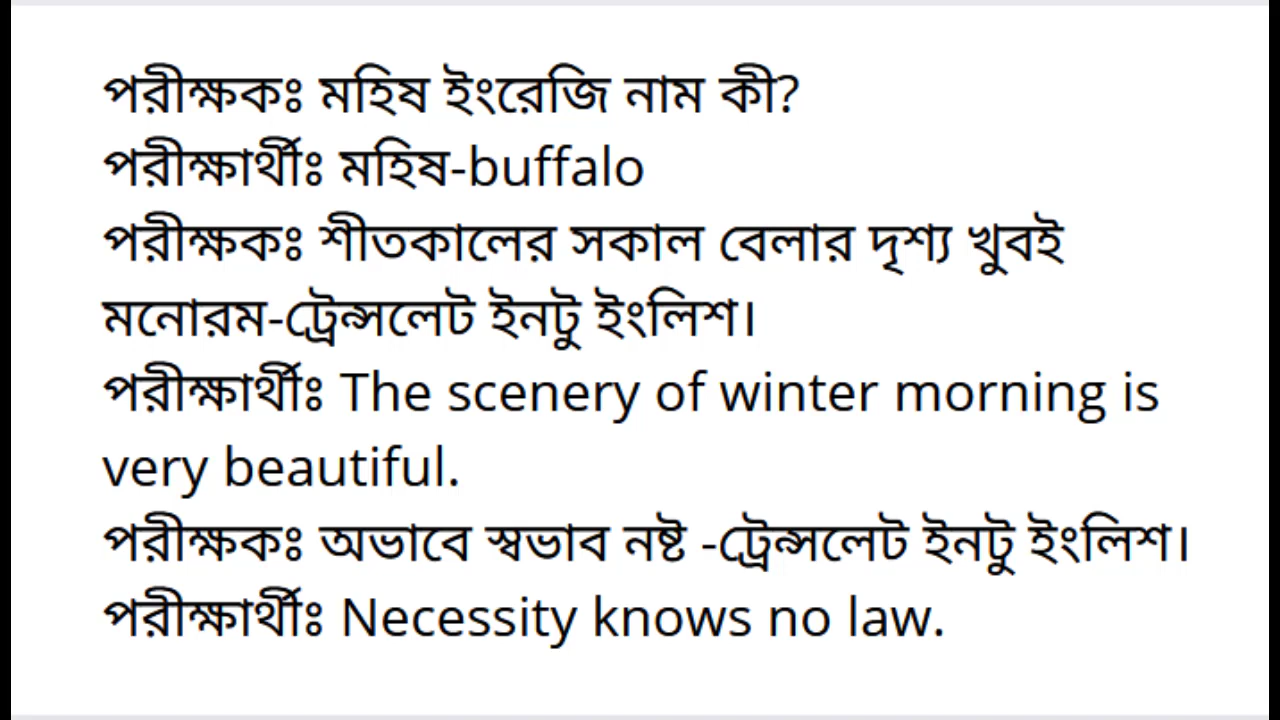 পরীক্ষকঃ মহিষ ইংরেজি নাম কী?
পরীক্ষার্থীঃ মহিষ-buffalo
পরীক্ষকঃ শীতকালের সকাল বেলার দৃশ্য খুবই
মনোরম-ট্রেন্সলেট ইনটু ইংলিশ।
পরীক্ষার্থীঃ The scenery of winter morning is
very beautiful.
পরীক্ষকঃ অভাবে স্বভাব নষ্ট -ট্রেন্সলেট ইনটু ইংলিশ।
পরীক্ষার্থীঃ Necessity knows no law.